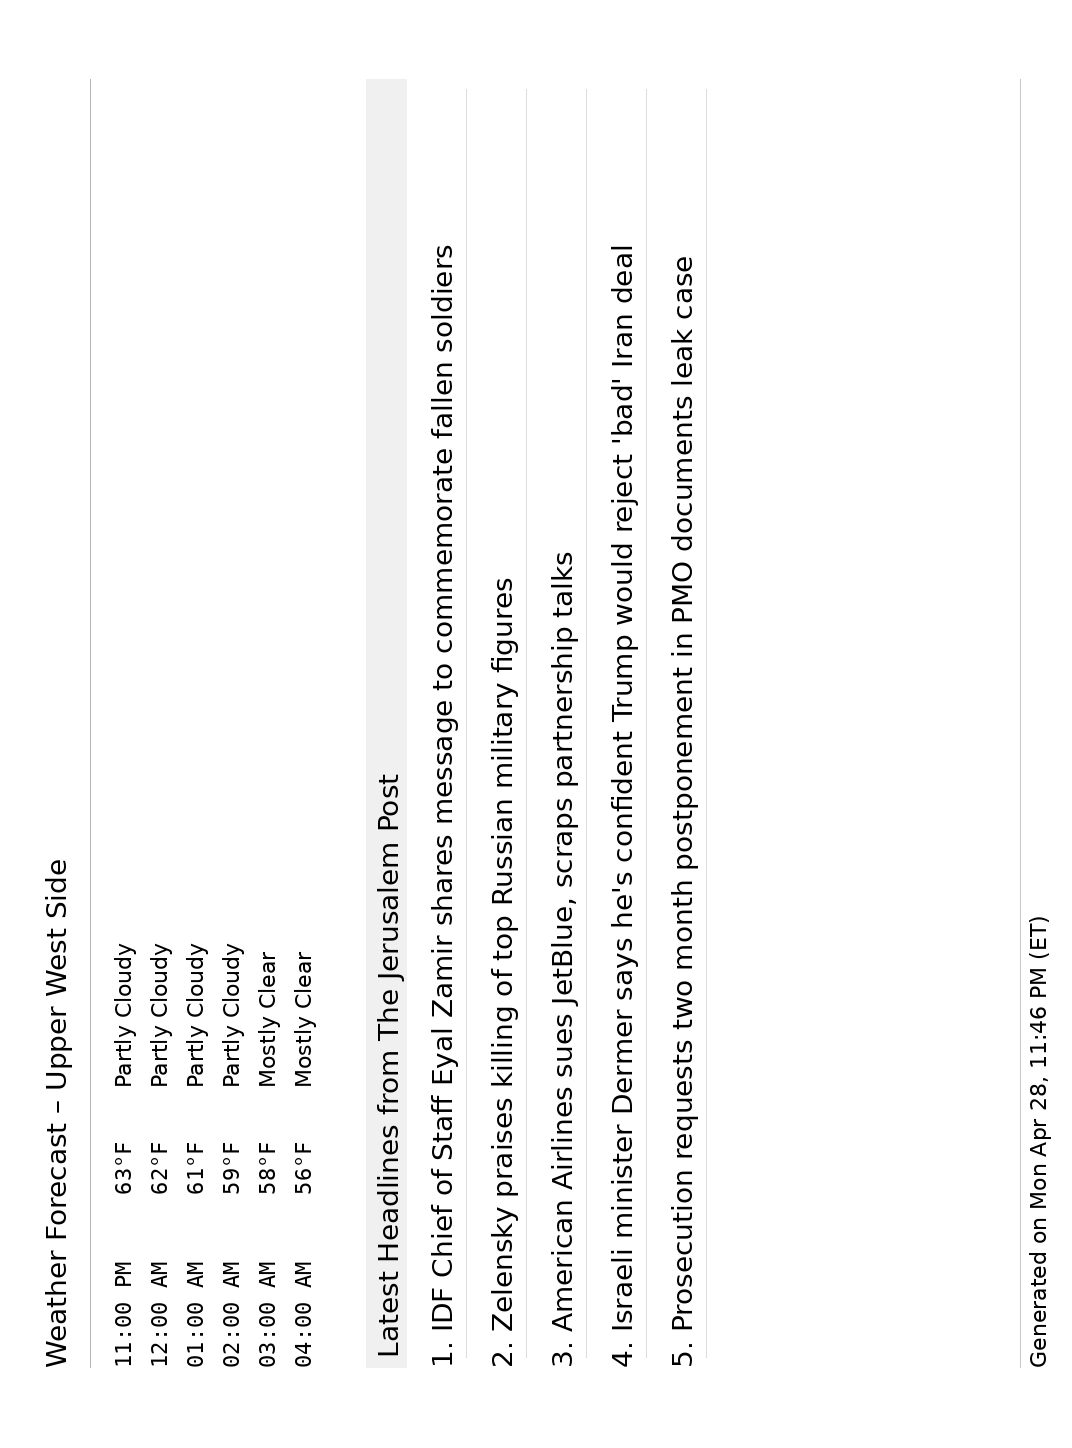 Weather Forecast – Upper West Side
11:00 PM 63°F Partly Cloudy
12:00 AM 62°F Partly Cloudy
01:00 AM 61°F Partly Cloudy
02:00 AM 59°F Partly Cloudy
03:00 AM 58°F Mostly Clear
04:00 AM 56°F Mostly Clear
Latest Headlines from The Jerusalem Post
1. IDF Chief of Staff Eyal Zamir shares message to commemorate fallen soldiers
2. Zelensky praises killing of top Russian military figures
3. American Airlines sues JetBlue, scraps partnership talks
4. Israeli minister Dermer says he's confident Trump would reject 'bad' Iran deal
5. Prosecution requests two month postponement in PMO documents leak case
Generated on Mon Apr 28, 11:46 PM (ET)